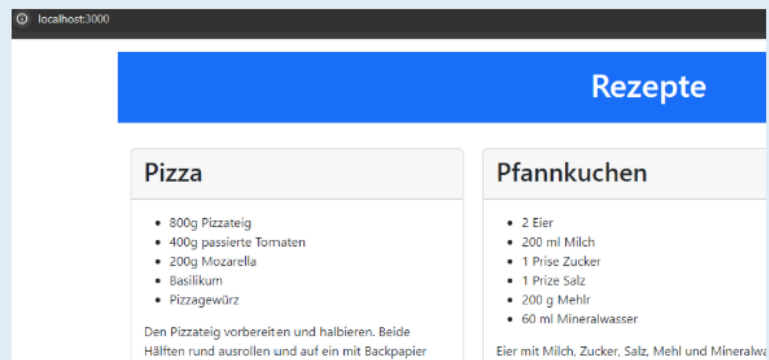 localhost:3000
Rezepte
Pizza
• 800g Pizzateig
• 400g passierte Tomaten
• 200g Mozarella
• Basilikum
• Pizzagewürz
Den Pizzateig vorbereiten und halbieren. Beide
Hälften rund ausrollen und auf ein mit Backpapier
Pfannkuchen
• 2 Eier
• 200 ml Milch
• 1 Prise Zucker
• 1 Prize Salz
• 200 g Mehlr
• 60 ml Mineralwasser
Eier mit Milch, Zucker, Salz, Mehl und